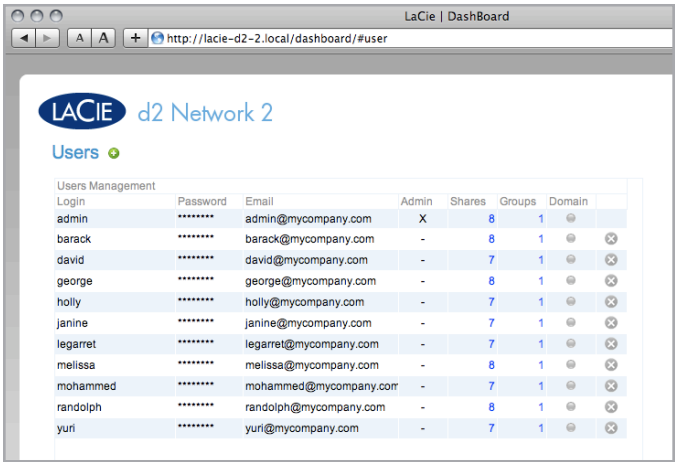 LaCie | DashBoard
A A + http://lacie-d2-2.local/dashboard/#user
LACIE d2 Network 2
Users
Users Management
Login Password Email Admin Shares Groups Domain
admin ******** admin@mycompany.com X 8 1
barack ******** barack@mycompany.com - 8 1
david ******** david@mycompany.com - 7 1
george ******** george@mycompany.com - 8 1
holly ******** holly@mycompany.com - 7 1
janine ******** janine@mycompany.com - 7 1
legarret ******** legarret@mycompany.com - 7 1
melissa ******** melissa@mycompany.com - 8 1
mohammed ******** mohammed@mycompany.com - 7 1
randolph ******** randolph@mycompany.com - 8 1
yuri ******** yuri@mycompany.com - 7 1